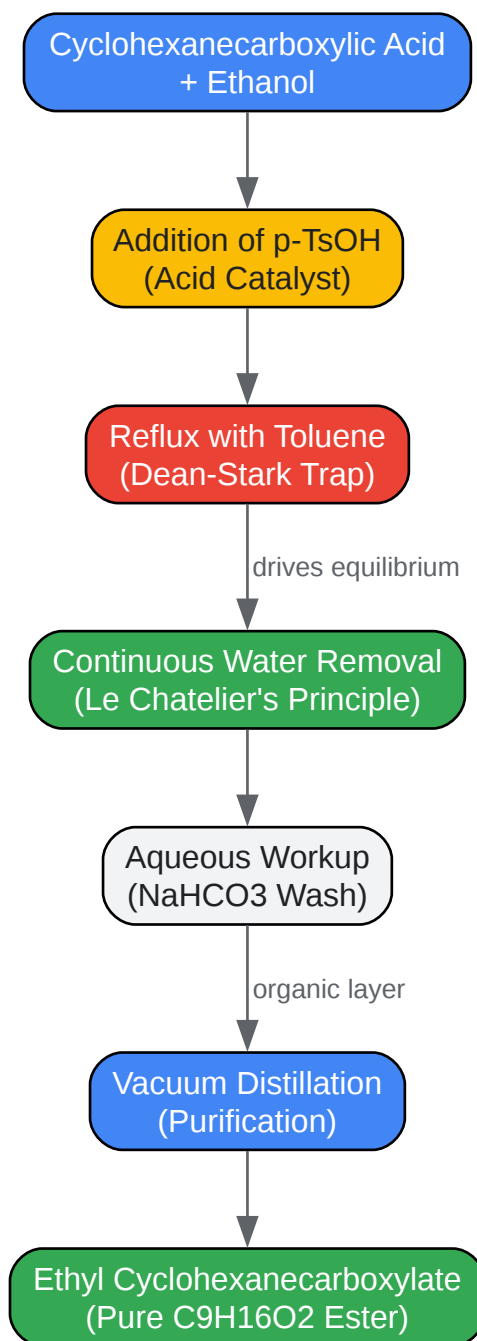 Cyclohexanecarboxylic Acid
+ Ethanol
Addition of p-TsOH
(Acid Catalyst)
Reflux with Toluene
(Dean-Stark Trap)
drives equilibrium
Continuous Water Removal
(Le Chatelier's Principle)
Aqueous Workup
(NaHCO3 Wash)
organic layer
Vacuum Distillation
(Purification)
Ethyl Cyclohexanecarboxylate
(Pure C9H16O2 Ester)